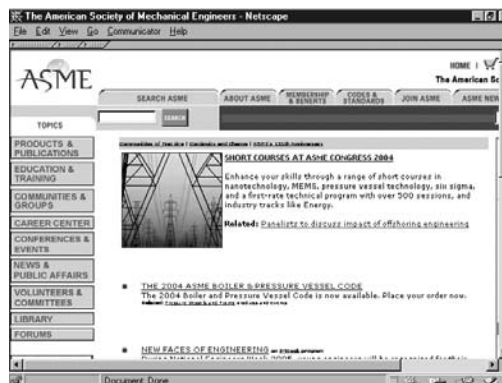 The American Society of Mechanical Engineers - Netscape
File Edit View Go Communicator Help
HOME |
The American So
ASME
SEARCH ASME
ABOUT ASME
MEMBERSHIP & BENEFITS
CODES & STANDARDS
JOIN ASME
ASME NEW
TOPICS
SEARCH
PRODUCTS &
PUBLICATIONS
EDUCATION &
TRAINING
COMMUNITIES &
GROUPS
CAREER CENTER
CONFERENCES &
EVENTS
NEWS &
PUBLIC AFFAIRS
VOLUNTEERS &
COMMITTEES
LIBRARY
FORUMS
SHORT COURSES AT ASME CONGRESS 2004
Enhance your skills through a range of short courses in
nanotechnology, MEMS, pressure vessel technology, six sigma,
and a first-rate technical program with over 500 sessions, and
industry tracks like Energy.
Related: Panelists to discuss impact of offshoring engineering
THE 2004 ASME BOILER & PRESSURE VESSEL CODE
The 2004 Boiler and Pressure Vessel Code is now available. Place your order now.
NEW FACES OF ENGINEERING
Document: Done